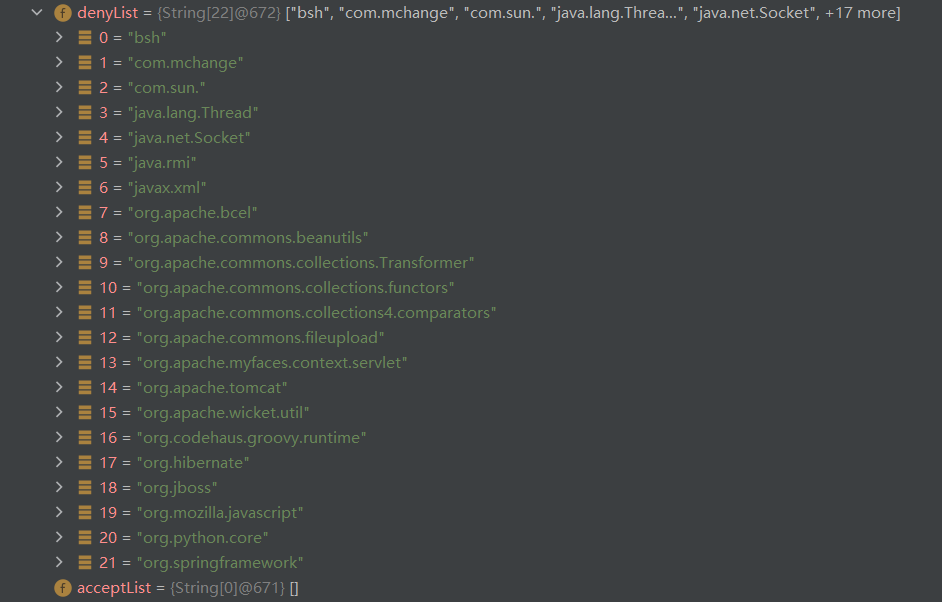 denyList = {String[22]@672} ["bsh", "com.mchange", "com.sun.", "java.lang.Threa...", "java.net.Socket", +17 more]
0 = "bsh"
1 = "com.mchange"
2 = "com.sun."
3 = "java.lang.Thread"
4 = "java.net.Socket"
5 = "java.rmi"
6 = "javax.xml"
7 = "org.apache.bcel"
8 = "org.apache.commons.beanutils"
9 = "org.apache.commons.collections.Transformer"
10 = "org.apache.commons.collections.functors"
11 = "org.apache.commons.collections4.comparators"
12 = "org.apache.commons.fileupload"
13 = "org.apache.myfaces.context.servlet"
14 = "org.apache.tomcat"
15 = "org.apache.wicket.util"
16 = "org.codehaus.groovy.runtime"
17 = "org.hibernate"
18 = "org.jboss"
19 = "org.mozilla.javascript"
20 = "org.python.core"
21 = "org.springframework"
acceptList = {String[0]@671} []